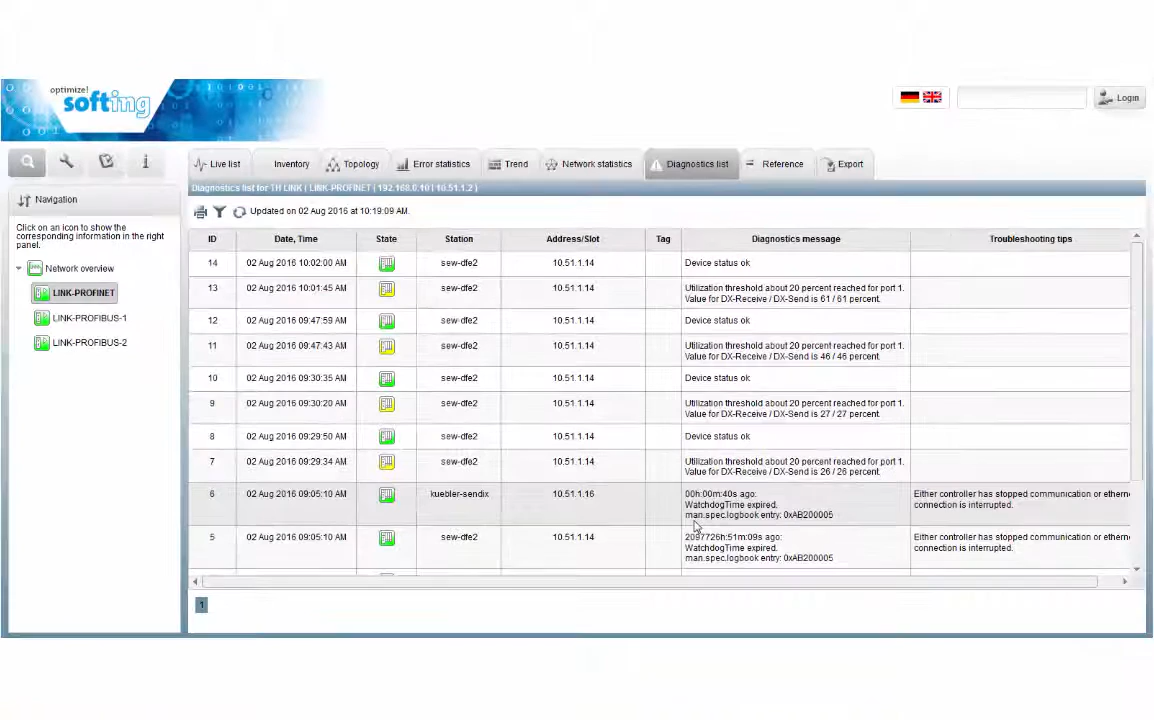 optimize!
softing
Login
Live list
Inventory
Topology
Error statistics
Trend
Network statistics
Diagnostics list
Reference
Export
Diagnostics list for TH LINK ( LINK-PROFINET | 192.168.0.10 | 10.51.1.2 )
Navigation
Click on an icon to show the
corresponding information in the right
panel.
Network overview
LINK-PROFINET
LINK-PROFIBUS-1
LINK-PROFIBUS-2
Updated on 02 Aug 2016 at 10:19:09 AM.
ID Date, Time State Station Address/Slot Tag Diagnostics message Troubleshooting tips
14 02 Aug 2016 10:02:00 AM sew-dfe2 10.51.1.14 Device status ok
13 02 Aug 2016 10:01:45 AM sew-dfe2 10.51.1.14 Utilization threshold about 20 percent reached for port 1.
Value for DX-Receive / DX-Send is 61 / 61 percent.
12 02 Aug 2016 09:47:59 AM sew-dfe2 10.51.1.14 Device status ok
11 02 Aug 2016 09:47:43 AM sew-dfe2 10.51.1.14 Utilization threshold about 20 percent reached for port 1.
Value for DX-Receive / DX-Send is 46 / 46 percent.
10 02 Aug 2016 09:30:35 AM sew-dfe2 10.51.1.14 Device status ok
9 02 Aug 2016 09:30:20 AM sew-dfe2 10.51.1.14 Utilization threshold about 20 percent reached for port 1.
Value for DX-Receive / DX-Send is 27 / 27 percent.
8 02 Aug 2016 09:29:50 AM sew-dfe2 10.51.1.14 Device status ok
7 02 Aug 2016 09:29:34 AM sew-dfe2 10.51.1.14 Utilization threshold about 20 percent reached for port 1.
Value for DX-Receive / DX-Send is 26 / 26 percent.
6 02 Aug 2016 09:05:10 AM kuebler-sendix 10.51.1.16 00h:00m:40s ago: Either controller has stopped communication or ethern
WatchdogTime expired. connection is interrupted.
man.spec.logbook entry: 0xAB200005
5 02 Aug 2016 09:05:10 AM sew-dfe2 10.51.1.14 2097726h:51m:09s ago: Either controller has stopped communication or ethern
WatchdogTime expired. connection is interrupted.
man.spec.logbook entry: 0xAB200005
1